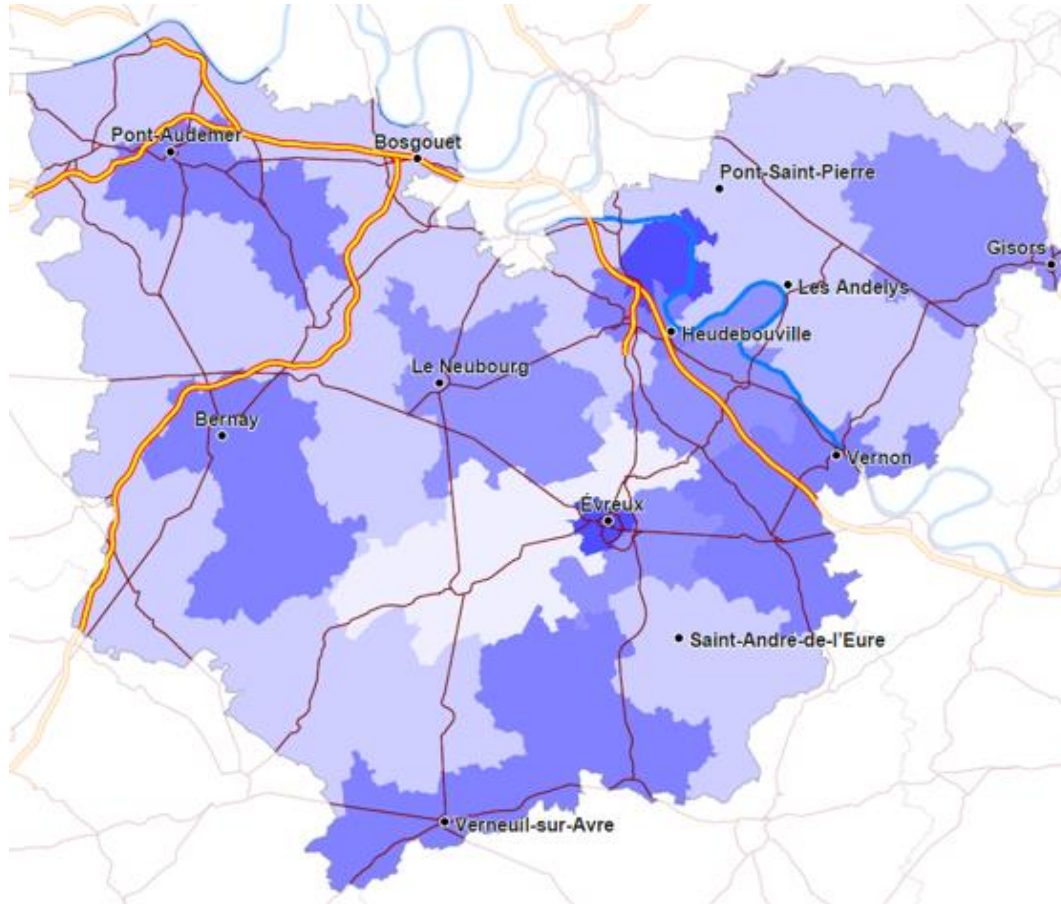 Pont-Audemer
Bosgouet
Pont-Saint-Pierre
Gisors
Les Andelys
Heudebouville
Le Neubourg
Bernay
Vernon
Évreux
Saint-Andre-de-l'Eure
Verneuil-sur-Avre